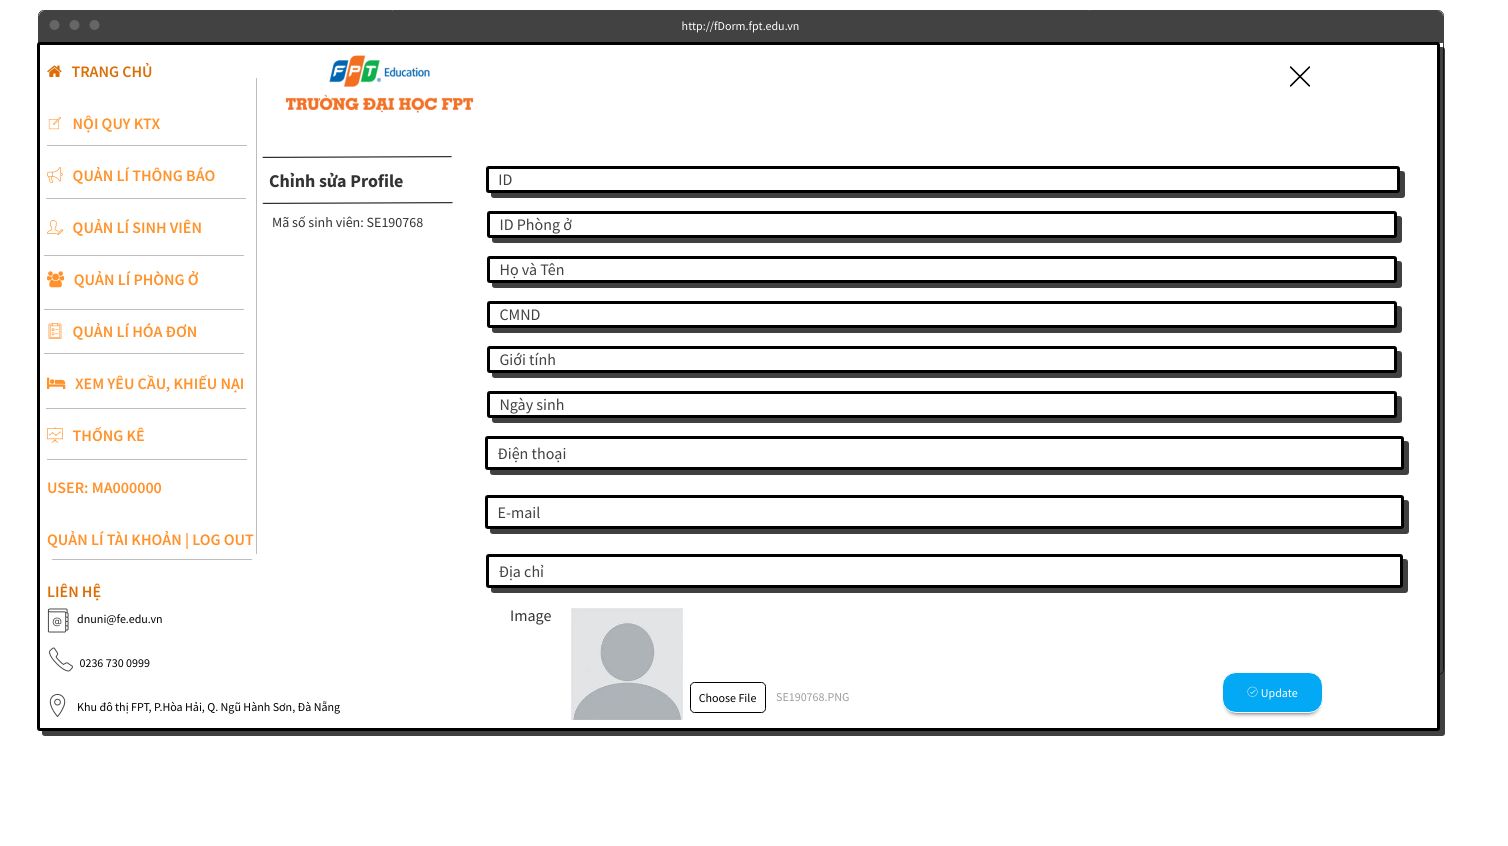 http://fDorm.fpt.edu.vn
TRANG CHỦ
NỘI QUY KTX
QUẢN LÍ THÔNG BÁO
QUẢN LÍ SINH VIÊN
QUẢN LÍ PHÒNG Ở
QUẢN LÍ HÓA ĐƠN
XEM YÊU CẦU, KHIẾU NẠI
THỐNG KÊ
USER: MA000000
QUẢN LÍ TÀI KHOẢN | LOG OUT
LIÊN HỆ
dnuni@fe.edu.vn
0236 730 0999
Khu đô thị FPT, P.Hòa Hải, Q. Ngũ Hành Sơn, Đà Nẵng
FPT Education
TRUỜNG ĐẠI HỌC FPT
Chỉnh sửa Profile
Mã số sinh viên: SE190768
ID
ID Phòng ở
Họ và Tên
CMND
Giới tính
Ngày sinh
Điện thoại
E-mail
Địa chỉ
Image
Choose File
SE190768.PNG
Update